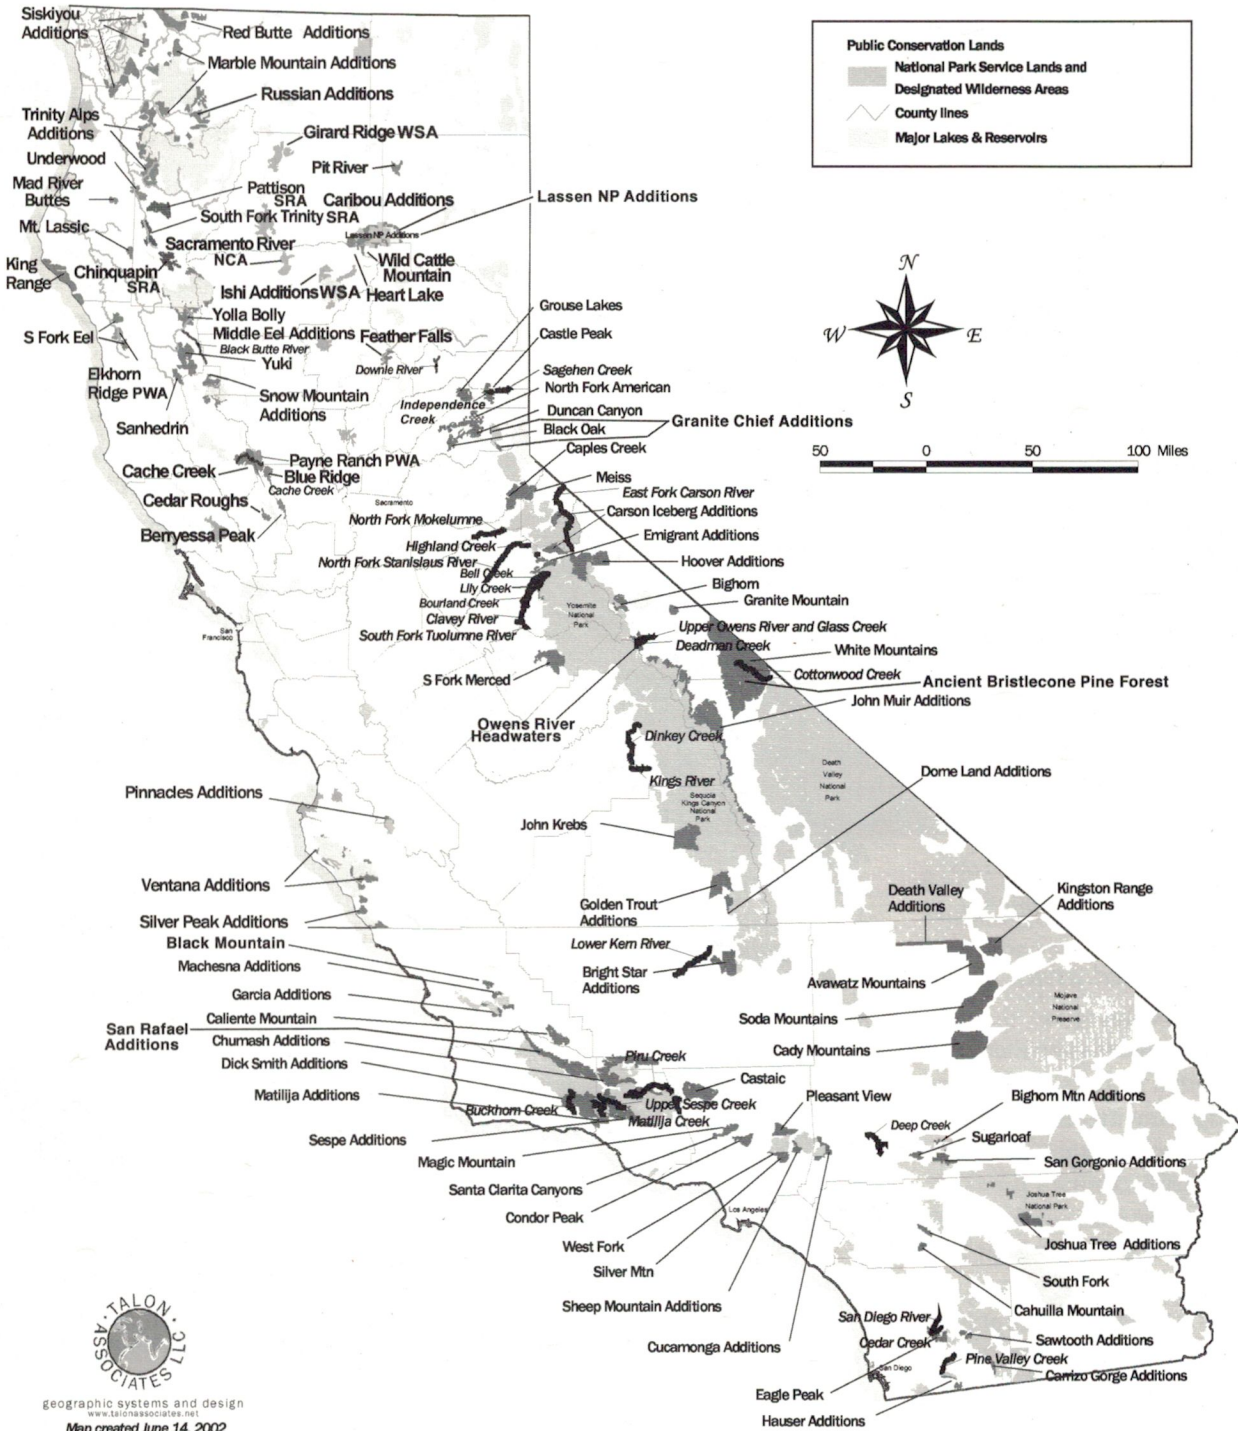 Siskiyou
Additions
Red Butte Additions
Marble Mountain Additions
Russian Additions
Trinity Alps
Additions
Girard Ridge WSA
Underwood
Pit River
Mad River
Buttes
Pattison
SRA
Caribou Additions
Lassen NP Additions
South Fork Trinity SRA
Mt. Lassic
Lassen NP Additions
Sacramento River
NCA
King
Range
Chinquapin
SRA
Wild Cattle
Mountain
Ishi Additions WSA
Heart Lake
Yolla Bolly
Middle Eel Additions
S Fork Eel
Black Butte River
Yuki
Feather Falls
Downie River
Elkhorn
Ridge PWA
Snow Mountain
Additions
Sanhedrin
Grouse Lakes
Castle Peak
Sagehen Creek
North Fork American
Independence
Creek
Duncan Canyon
Black Oak
Granite Chief Additions
Caples Creek
Cache Creek
Payne Ranch PWA
Blue Ridge
Cache Creek
Cedar Roughs
Berryessa Peak
Sacramento
Meiss
East Fork Carson River
Carson Iceberg Additions
North Fork Mokelumne
Emigrant Additions
Highland Creek
North Fork Stanislaus River
Hoover Additions
Bell Creek
Lily Creek
Bighorn
Bourland Creek
Granite Mountain
Clavey River
South Fork Tuolumne River
Yosemite
National
Park
Upper Owens River and Glass Creek
Deadman Creek
White Mountains
Cottonwood Creek
S Fork Merced
Ancient Bristlecone Pine Forest
John Muir Additions
Owens River
Headwaters
San
Francisco
Dinkey Creek
Kings River
Sequoia
Kings Canyon
National
Park
Death
Valley
National
Park
Dome Land Additions
Pinnacles Additions
John Krebs
Ventana Additions
Golden Trout
Additions
Death Valley
Additions
Kingston Range
Additions
Silver Peak Additions
Black Mountain
Lower Kern River
Machesna Additions
Bright Star
Additions
Avawatz Mountains
Garcia Additions
Soda Mountains
Mojave
National
Preserve
Caliente Mountain
San Rafael
Additions
Chumash Additions
Cady Mountains
Dick Smith Additions
Piru Creek
Castaic
Matilija Additions
Buckhorn Creek
Upper Sespe Creek
Matilija Creek
Pleasant View
Bighorn Mtn Additions
Deep Creek
Sespe Additions
Sugarloaf
Magic Mountain
San Gorgonio Additions
Santa Clarita Canyons
Joshua Tree
National Park
Condor Peak
Los Angeles
West Fork
Joshua Tree Additions
Silver Mtn
South Fork
Sheep Mountain Additions
Cahuilla Mountain
San Diego River
Cucamonga Additions
Cedar Creek
Sawtooth Additions
San Diego
Pine Valley Creek
Carrizo Gorge Additions
Eagle Peak
Hauser Additions
Public Conservation Lands
National Park Service Lands and
Designated Wilderness Areas
County lines
Major Lakes & Reservoirs
N
W
E
S
50 0 50 100 Miles
TALON
ASSOCIATES LLC
geographic systems and design
www.talonassociates.net
Map created June 14, 2002